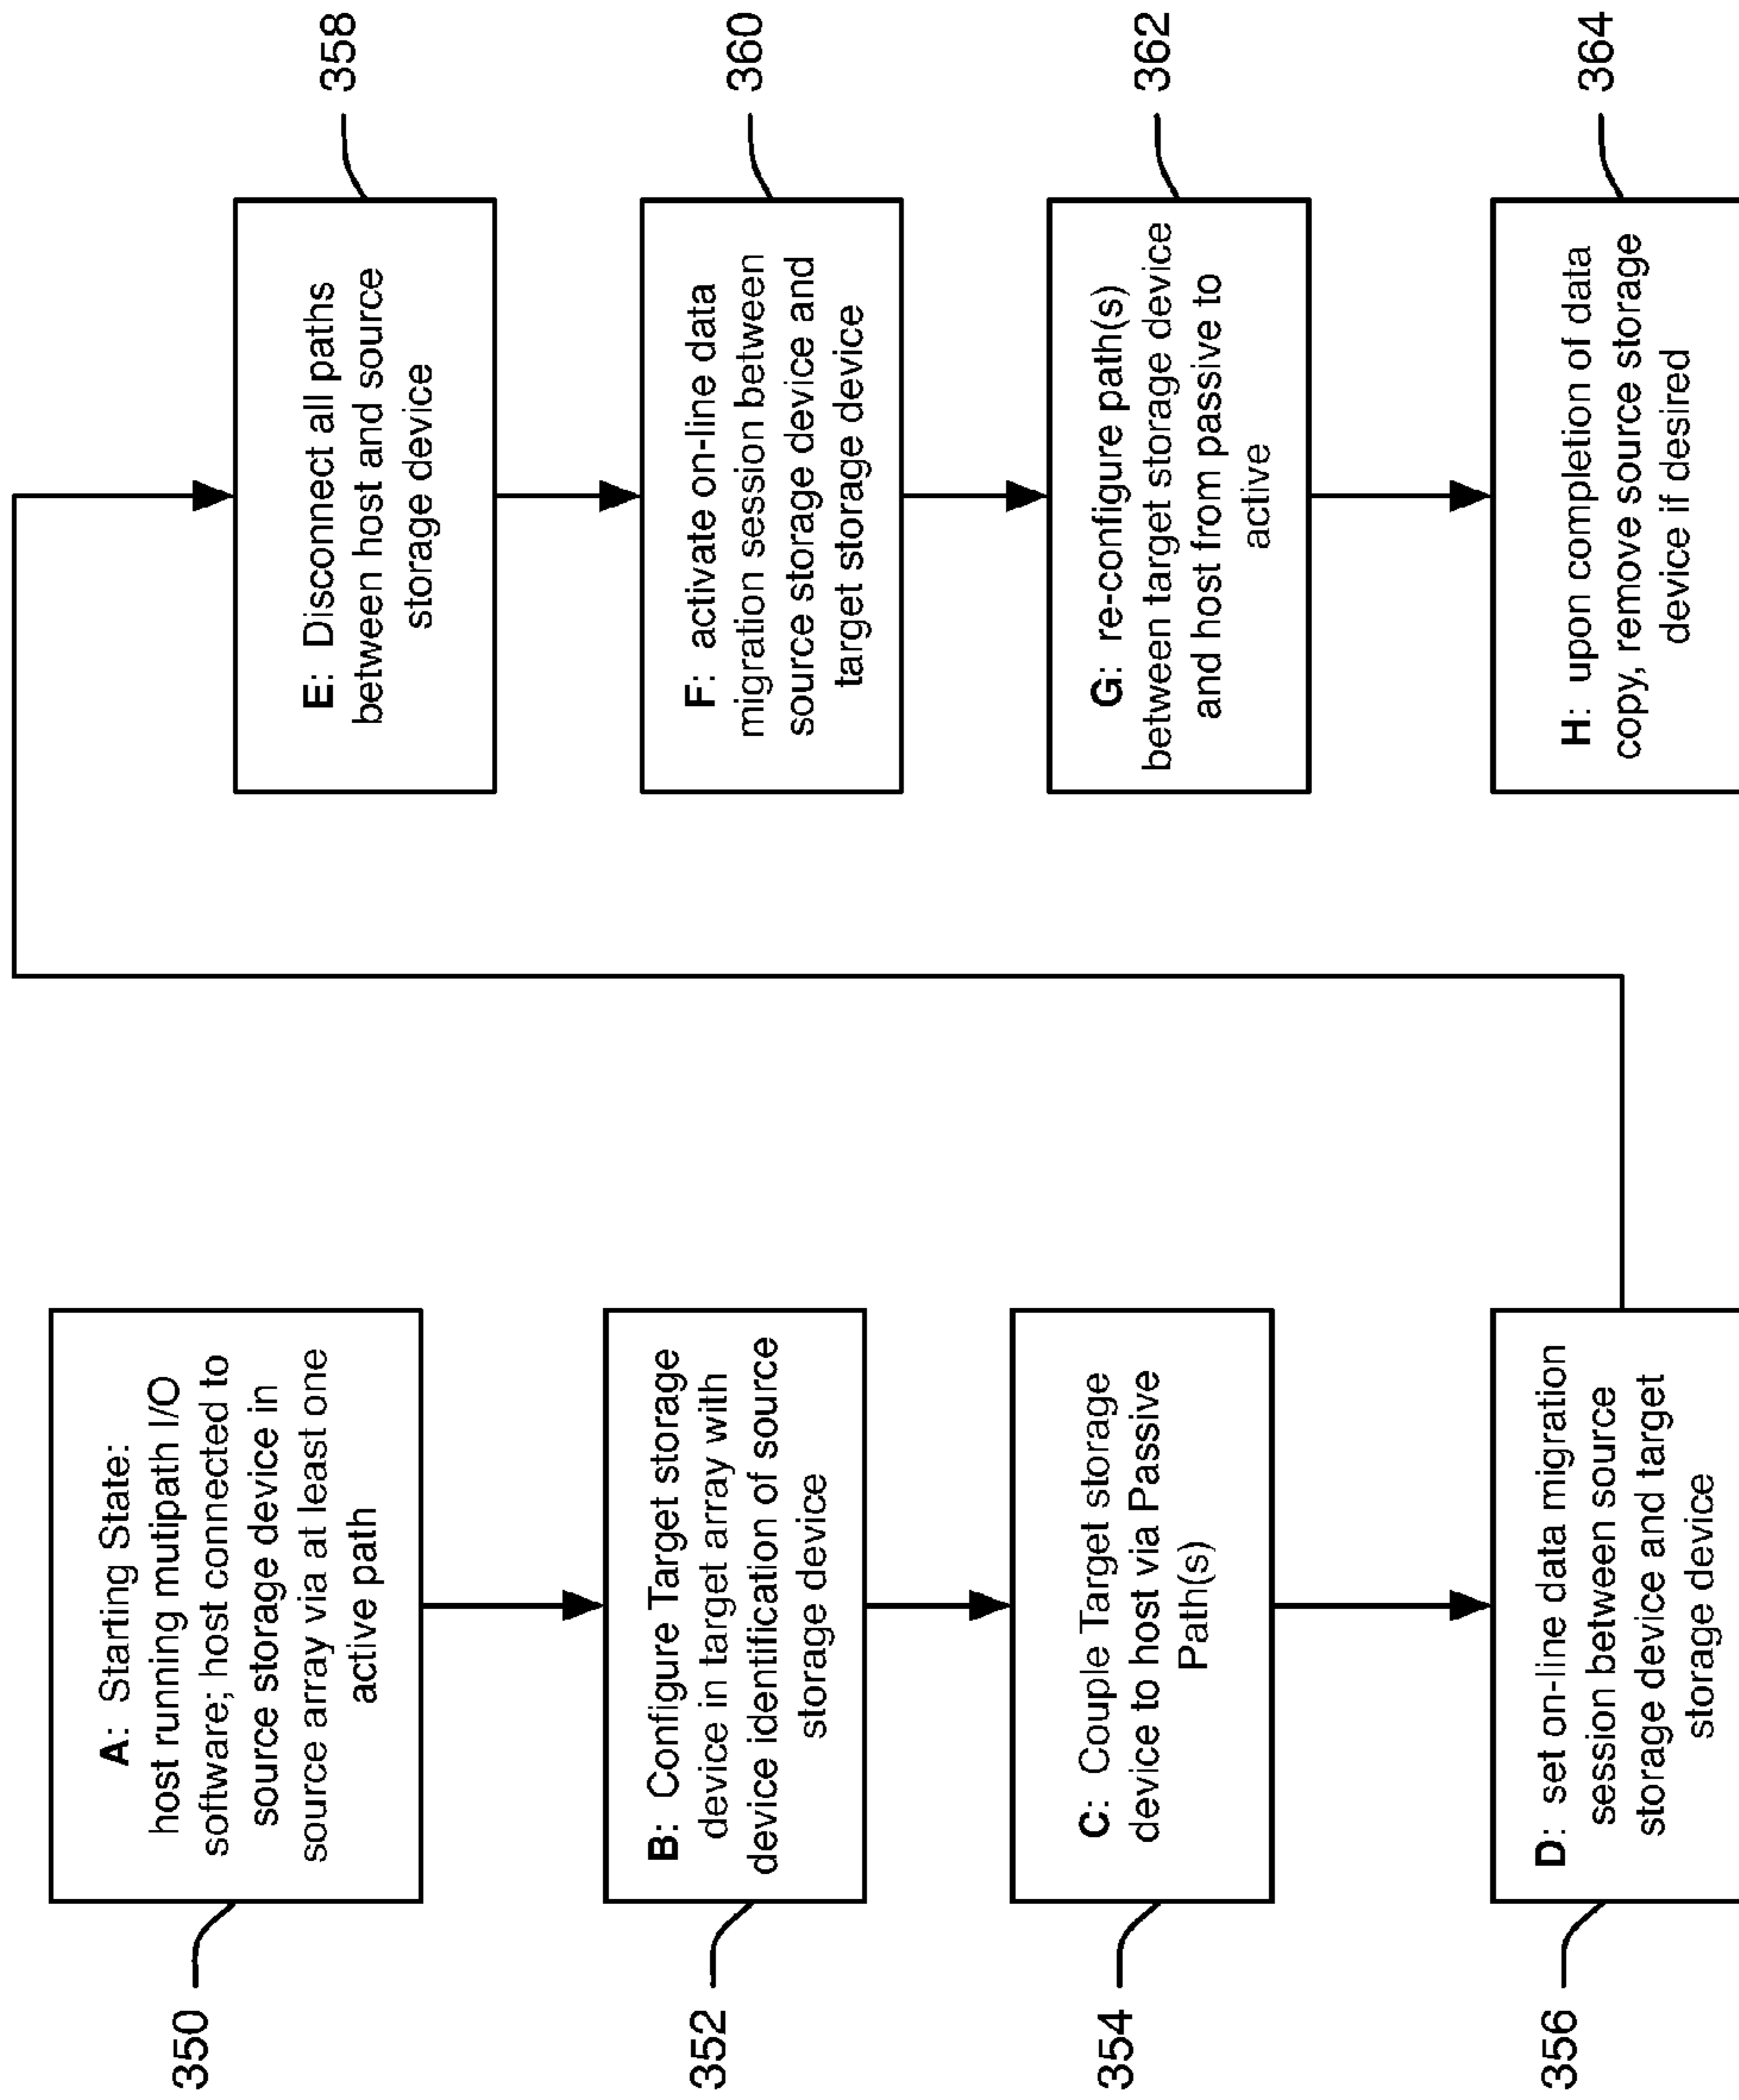 350
A: Starting State:
host running mutipath I/O
software; host connected to
source storage device in
source array via at least one
active path
352
B: Configure Target storage
device in target array with
device identification of source
storage device
354
C: Couple Target storage
device to host via Passive
Path(s)
356
D: set on-line data migration
session between source
storage device and target
storage device
E: Disconnect all paths
between host and source
storage device
358
F: activate on-line data
migration session between
source storage device and
target storage device
360
G: re-configure path(s)
between target storage device
and host from passive to
active
362
H: upon completion of data
copy, remove source storage
device if desired
364